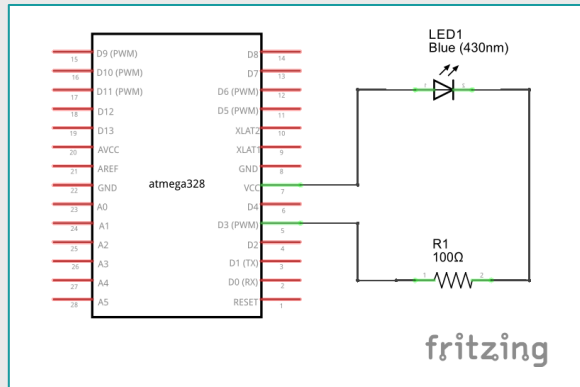 LED1
Blue (430nm)
D9 (PWM)
15
D8
14
D10 (PWM)
16
D7
13
D11 (PWM)
17
D6 (PWM)
12
D12
18
D5 (PWM)
11
D13
19
XLAT2
10
AVCC
20
XLAT1
9
AREF
21
GND
8
atmega328
GND
22
VCC
7
A0
23
D4
6
A1
24
D3 (PWM)
5
A2
25
D2
4
A3
26
D1 (TX)
3
A4
27
D0 (RX)
2
A5
28
RESET
1
R1
100Ω
1
2
fritzing